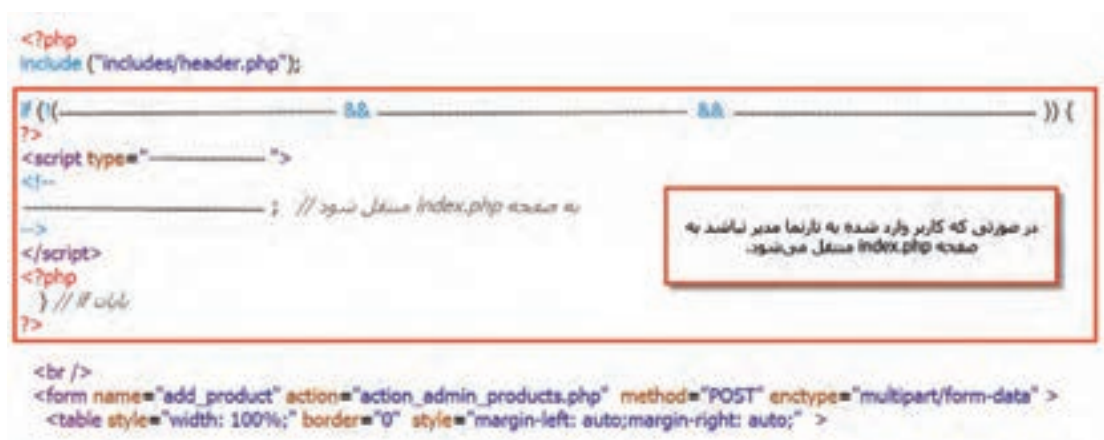 <?php
include ("includes/header.php");
if (!( && && )) {
?>
<script type="">
<!--
; // به صفحه index.php منتقل شود
-->
</script>
<?php
} // if پایان
?>
در صورتی که کاربر وارد شده به تارنما مدیر نباشد به
صفحه index.php منتقل می‌شود.
<br />
<form name="add_product" action="action_admin_products.php" method="POST" enctype="multipart/form-data" >
<table style="width: 100%;" border="0" style="margin-left: auto;margin-right: auto;" >